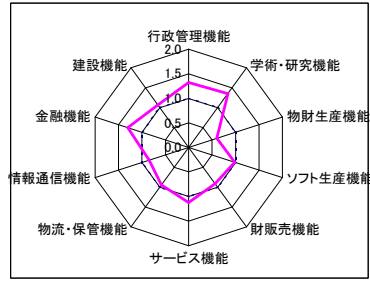 行政管理機能
2.0
建設機能
学術・研究機能
1.5
1.0
金融機能
物財生産機能
0.5
0.0
情報通信機能
ソフト生産機能
物流・保管機能
財販売機能
サービス機能